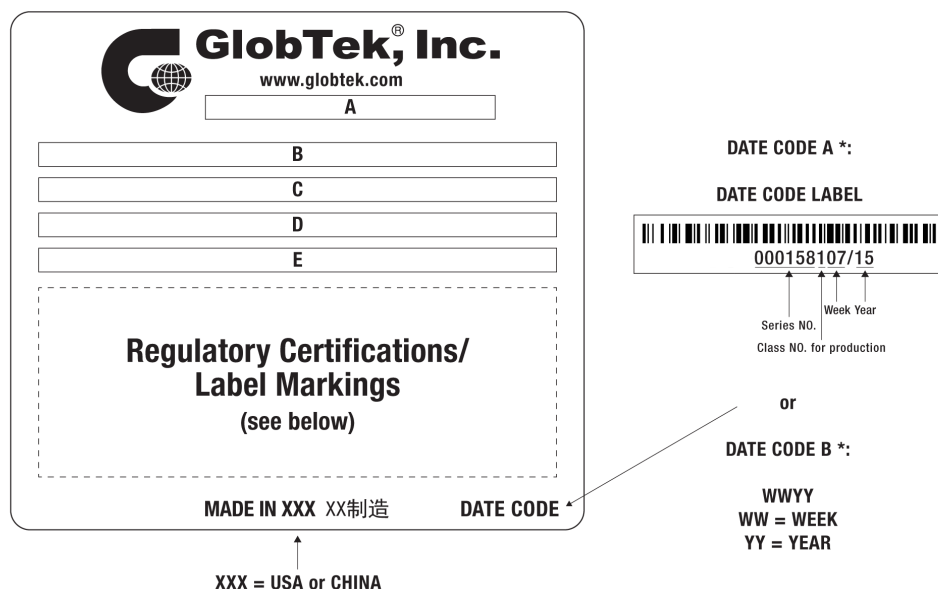 GlobTek,® Inc.
www.globtek.com
A
B
C
D
E
Regulatory Certifications/
Label Markings
(see below)
MADE IN XXX XX制造
DATE CODE
XXX = USA or CHINA
DATE CODE A *:
DATE CODE LABEL
000158107/15
Week Year
Series NO.
Class NO. for production
or
DATE CODE B *:
WWYY
WW = WEEK
YY = YEAR